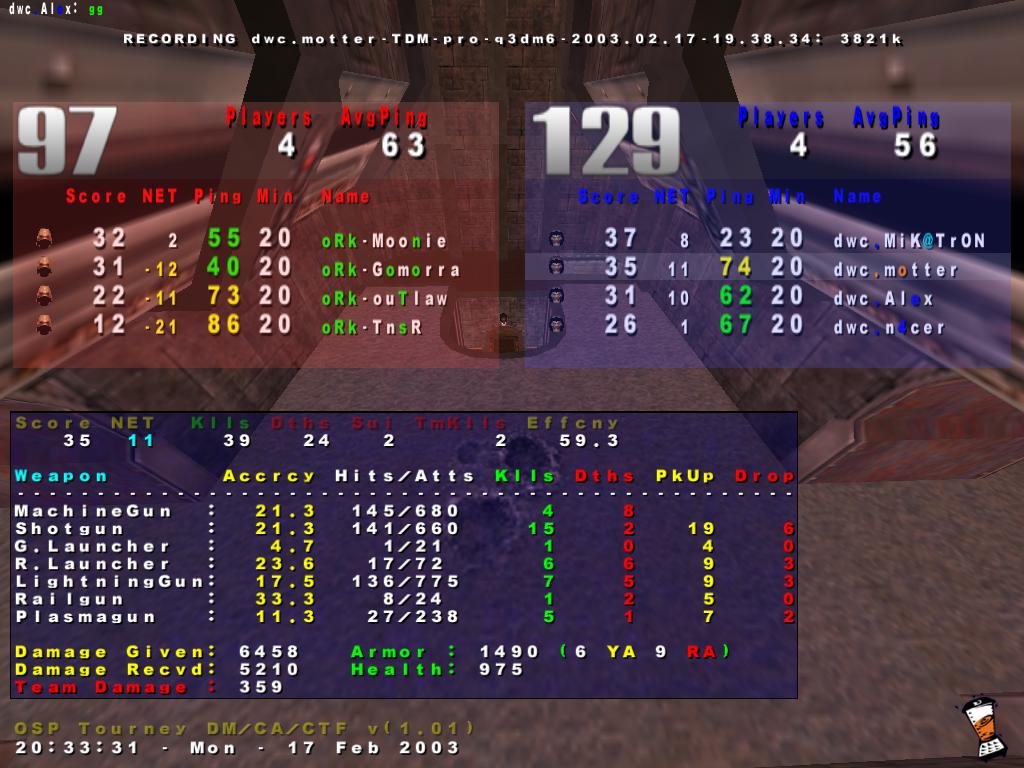 dwc.Alex: gg
RECORDING dwc.motter-TDM-pro-q3dm6-2003.02.17-19.38.34: 3821k
97 Players AvgPing
4 63
Score NET Ping Min Name
32 2 55 20 oRk-Moonie
31 -12 40 20 oRk-Gomorra
22 -11 73 20 oRk-ouTlaw
12 -21 86 20 oRk-TnsR
129 Players AvgPing
4 56
Score NET Ping Min Name
37 8 23 20 dwc.MiK@TrON
35 11 74 20 dwc.motter
31 10 62 20 dwc.Alex
26 1 67 20 dwc.n4cer
Score NET Klls Dths Sui TmKlls Effcny
35 11 39 24 2 2 59.3
Weapon Accrcy Hits/Atts Klls Dths PkUp Drop
MachineGun : 21.3 145/680 4 8
Shotgun : 21.3 141/660 15 2 19 6
G.Launcher : 4.7 1/21 1 0 4 0
R.Launcher : 23.6 17/72 6 6 9 3
LightningGun: 17.5 136/775 7 5 9 3
Railgun : 33.3 8/24 1 2 5 0
Plasmagun : 11.3 27/238 5 1 7 2
Damage Given: 6458 Armor : 1490 (6 YA 9 RA)
Damage Recvd: 5210 Health: 975
Team Damage : 359
OSP Tourney DM/CA/CTF v(1.01)
20:33:31 - Mon - 17 Feb 2003